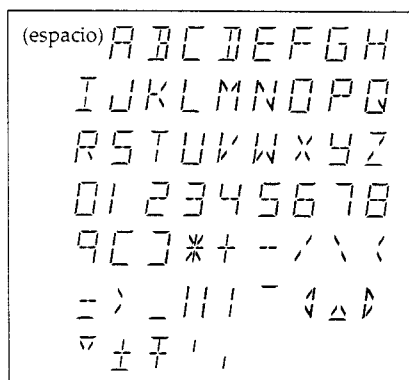 (espacio) A B C D E F G H
I J K L M N O P Q
R S T U V W X Y Z
0 1 2 3 4 5 6 7 8
9 [ ] * + - / \ <
= > _
± ' ,